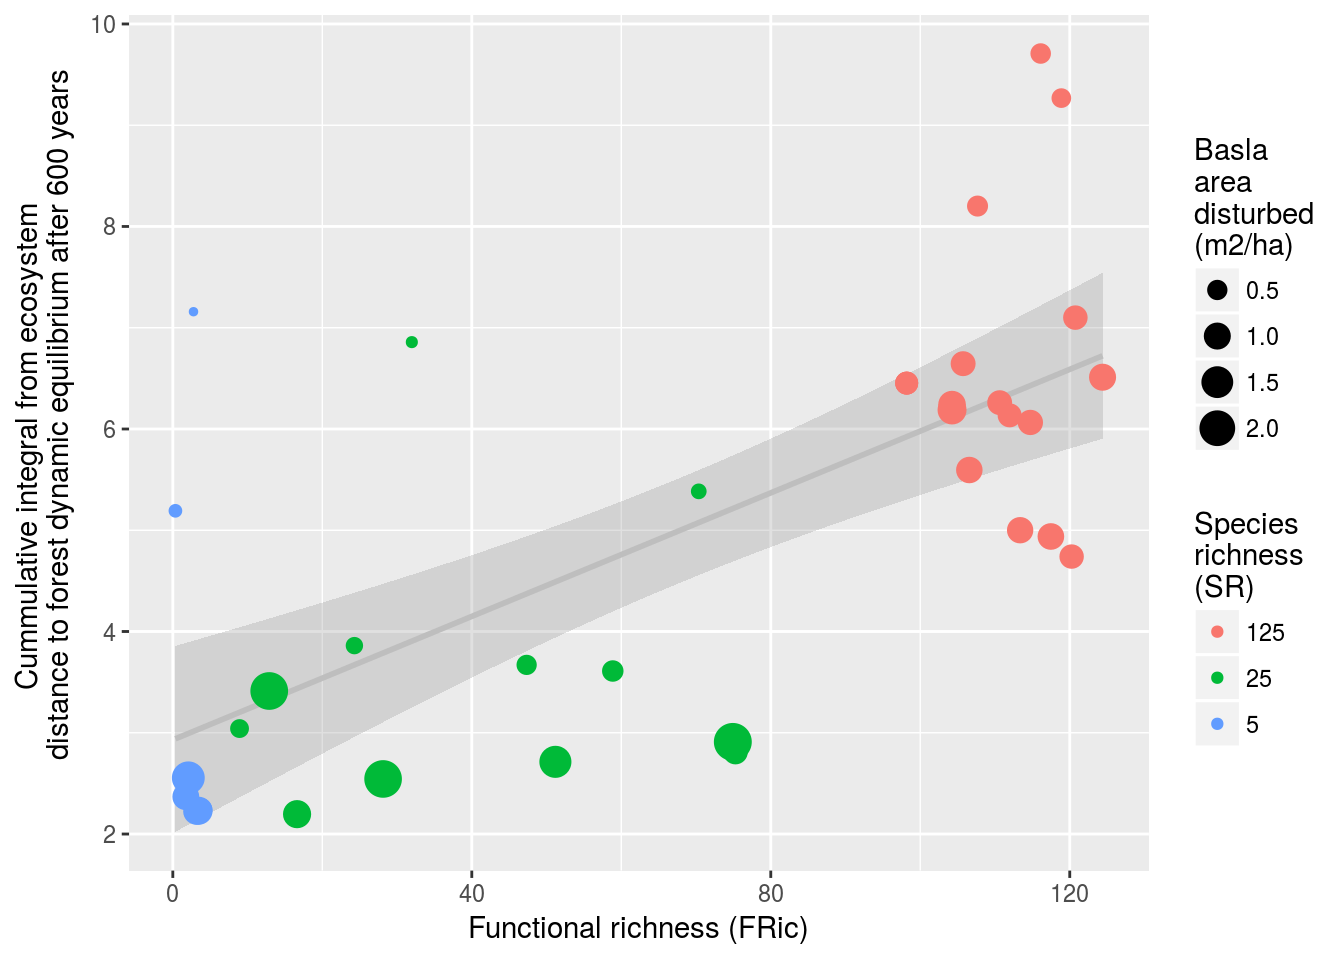 Cummulative integral from ecosystem
distance to forest dynamic equilibrium after 600 years
10
8
6
4
2
0
40
80
120
Functional richness (FRic)
Basla
area
disturbed
(m2/ha)
0.5
1.0
1.5
2.0
Species
richness
(SR)
125
25
5